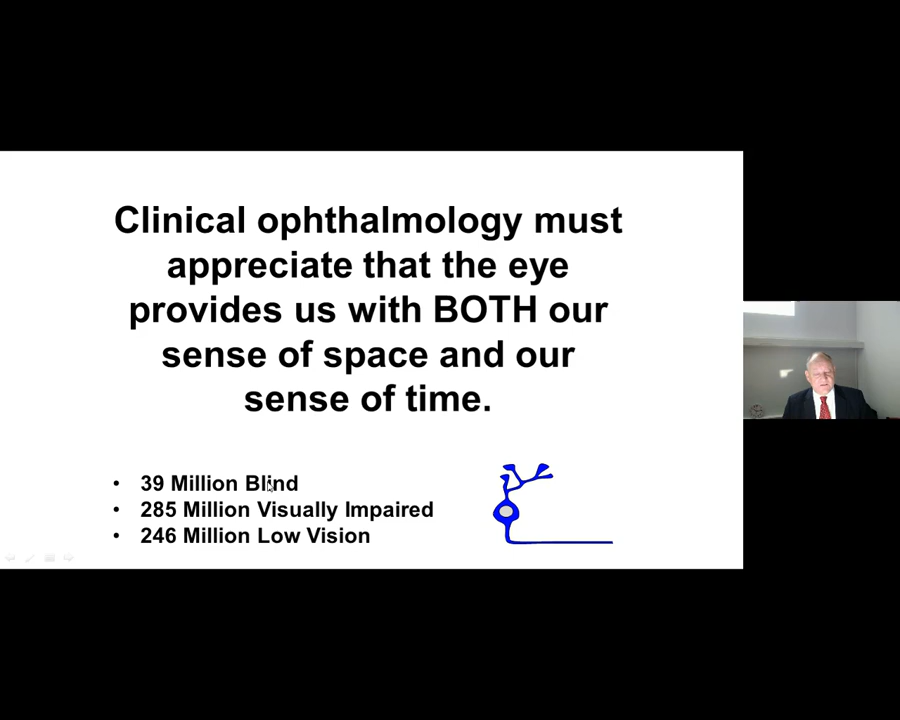 Clinical ophthalmology must
appreciate that the eye
provides us with BOTH our
sense of space and our
sense of time.
• 39 Million Blind
• 285 Million Visually Impaired
• 246 Million Low Vision